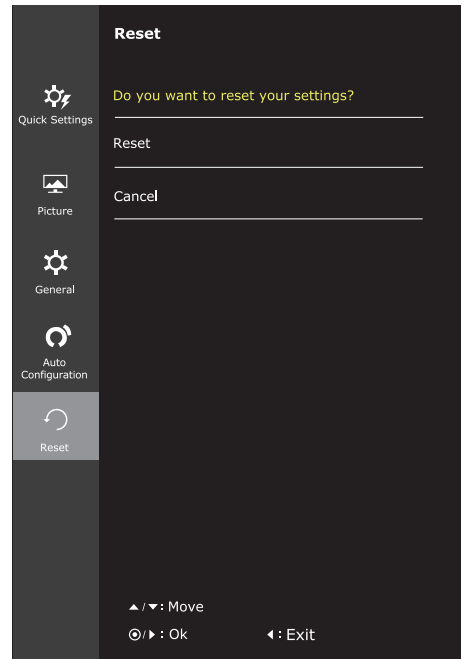 Reset
Do you want to reset your settings?
Reset
Cancel
Quick Settings
Picture
General
Auto
Configuration
Reset
▲/▼: Move
⦿/▶ : Ok
◀ : Exit